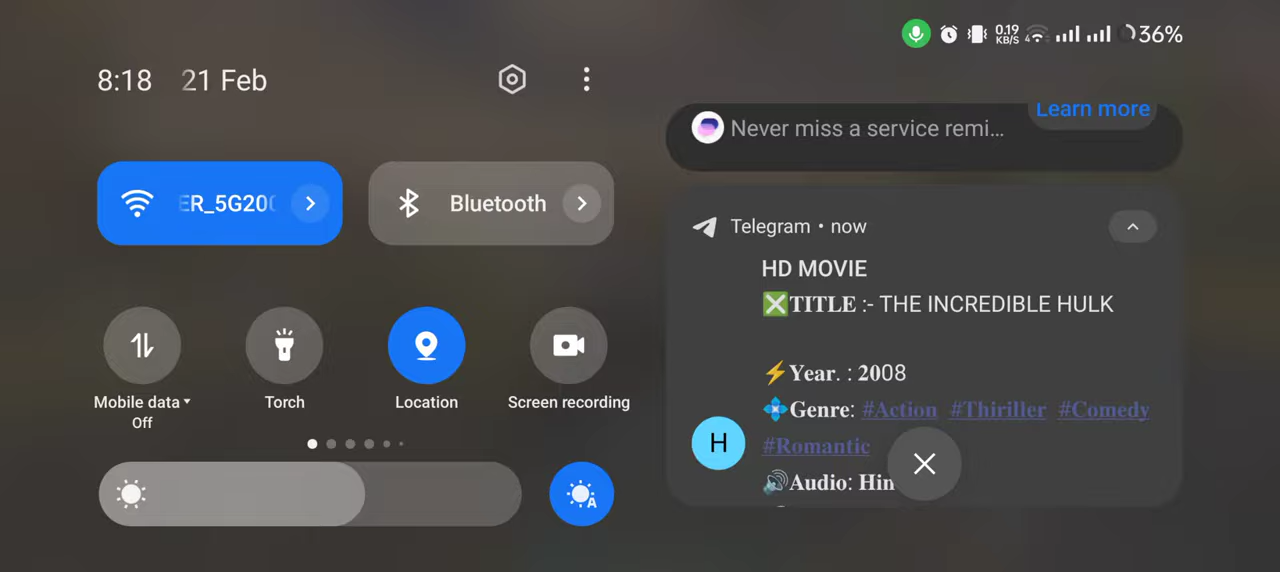 0.19
KB/S
36%
8:18 21 Feb
Learn more
Never miss a service remi...
ER_5G20
Bluetooth
Telegram • now
HD MOVIE
❎𝐓𝐈𝐓𝐋𝐄 :- THE INCREDIBLE HULK
⚡𝐘𝐞𝐚𝐫. : 𝟐𝟎08
💠𝐆𝐞𝐧𝐫𝐞: #𝐀𝐜𝐭𝐢𝐨𝐧 #𝐓𝐡𝐢𝐫𝐢𝐥𝐥𝐞𝐫 #𝐂𝐨𝐦𝐞𝐝𝐲
#𝐑𝐨𝐦𝐚𝐧𝐭𝐢𝐜
H
🔊𝐀𝐮𝐝𝐢𝐨: 𝐇𝐢𝐧
Mobile data
Off
Torch
Location
Screen recording
A